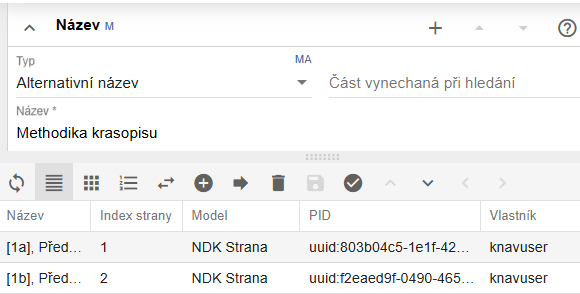 Název M
Typ MA
Alternativní název Část vynechaná při hledání
Název *
Methodika krasopisu
Název Index strany Model PID Vlastník
[1a], Před... 1 NDK Strana uuid:803b04c5-1e1f-42... knavuser
[1b], Před... 2 NDK Strana uuid:f2eaed9f-0490-465... knavuser